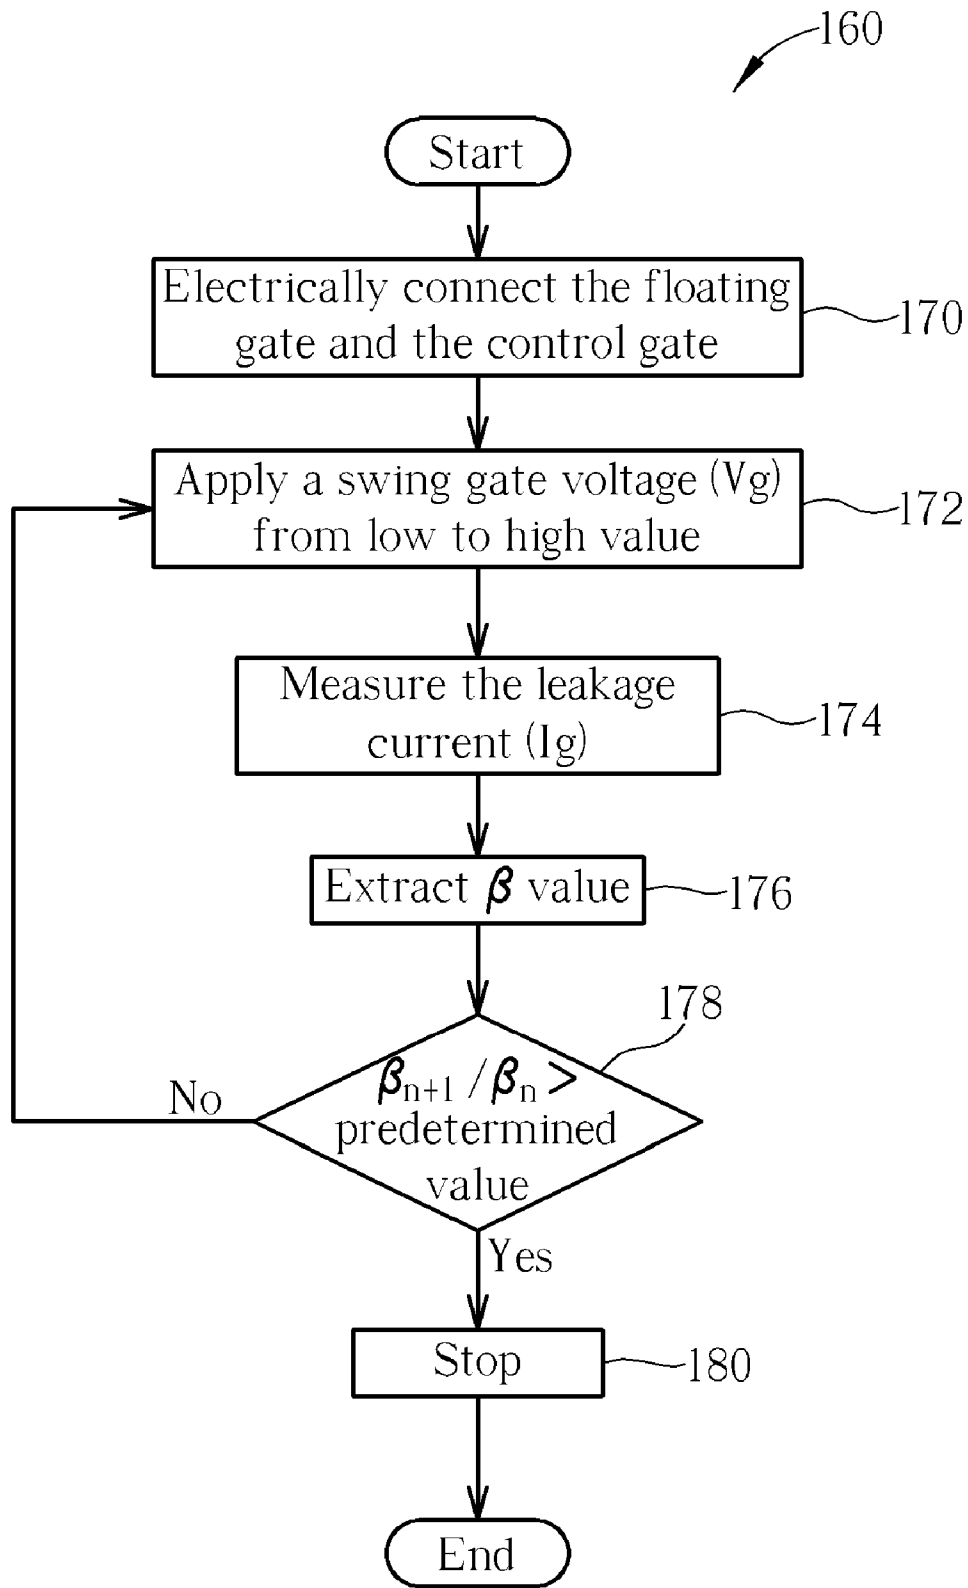 160
Start
Electrically connect the floating
gate and the control gate
170
Apply a swing gate voltage (Vg)
from low to high value
172
Measure the leakage
current (Ig)
174
Extract β value
176
178
βn+1 / βn >
predetermined
value
No
Yes
Stop
180
End